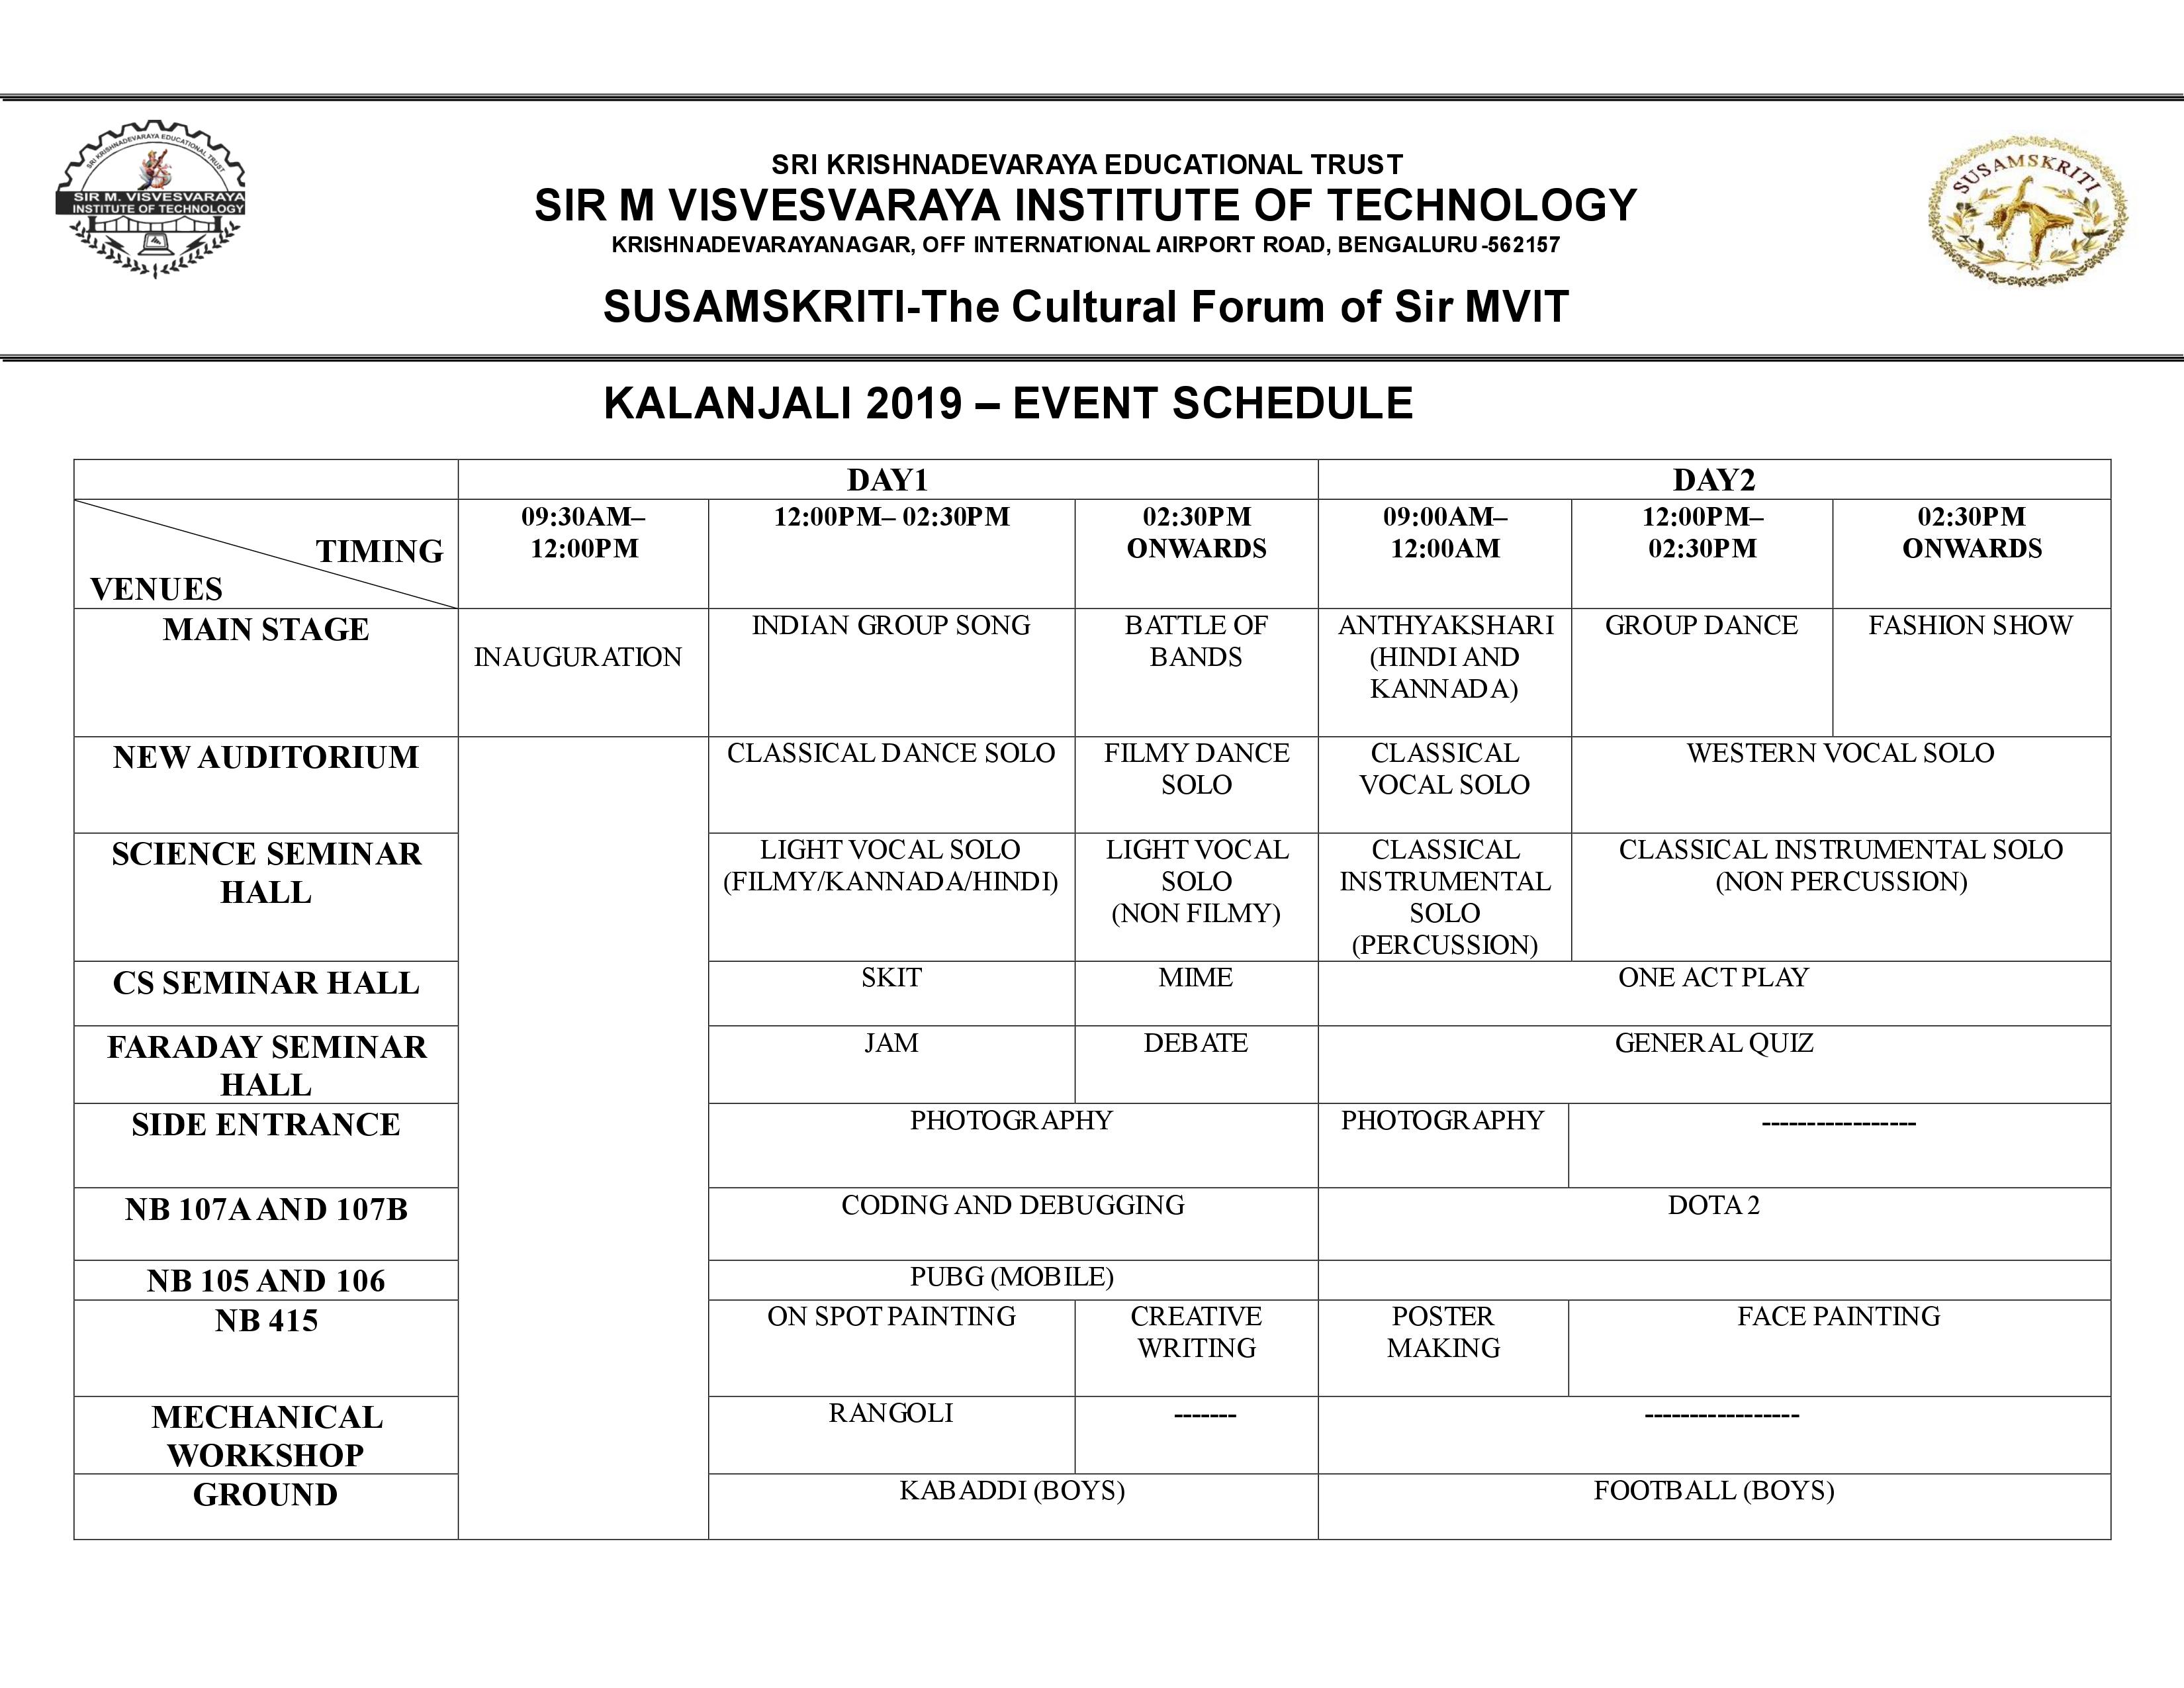 SRI KRISHNADEVARAYA EDUCATIONAL TRUST
SIR M. VISVESVARAYA
INSTITUTE OF TECHNOLOGY
SRI KRISHNADEVARAYA EDUCATIONAL TRUST
SIR M VISVESVARAYA INSTITUTE OF TECHNOLOGY
KRISHNADEVARAYANAGAR, OFF INTERNATIONAL AIRPORT ROAD, BENGALURU-562157
SUSAMSKRITI-The Cultural Forum of Sir MVIT
SUSAMSKRITI
KALANJALI 2019 – EVENT SCHEDULE
DAY1
DAY2
TIMING
VENUES
09:30AM–
12:00PM
12:00PM– 02:30PM
02:30PM
ONWARDS
09:00AM–
12:00AM
12:00PM–
02:30PM
02:30PM
ONWARDS
MAIN STAGE
INAUGURATION
INDIAN GROUP SONG
BATTLE OF
BANDS
ANTHYAKSHARI
(HINDI AND
KANNADA)
GROUP DANCE
FASHION SHOW
NEW AUDITORIUM
CLASSICAL DANCE SOLO
FILMY DANCE
SOLO
CLASSICAL
VOCAL SOLO
WESTERN VOCAL SOLO
SCIENCE SEMINAR
HALL
LIGHT VOCAL SOLO
(FILMY/KANNADA/HINDI)
LIGHT VOCAL
SOLO
(NON FILMY)
CLASSICAL
INSTRUMENTAL
SOLO
(PERCUSSION)
CLASSICAL INSTRUMENTAL SOLO
(NON PERCUSSION)
CS SEMINAR HALL
SKIT
MIME
ONE ACT PLAY
FARADAY SEMINAR
HALL
JAM
DEBATE
GENERAL QUIZ
SIDE ENTRANCE
PHOTOGRAPHY
PHOTOGRAPHY
-----------------
NB 107A AND 107B
CODING AND DEBUGGING
DOTA 2
NB 105 AND 106
PUBG (MOBILE)
NB 415
ON SPOT PAINTING
CREATIVE
WRITING
POSTER
MAKING
FACE PAINTING
MECHANICAL
WORKSHOP
RANGOLI
-------
-----------------
GROUND
KABADDI (BOYS)
FOOTBALL (BOYS)